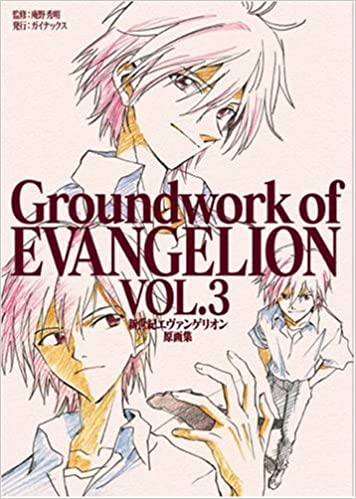 監修:庵野秀明
発行:ガイナックス
Groundwork of
EVANGELION
VOL.3
新世紀エヴァンゲリオン
原画集